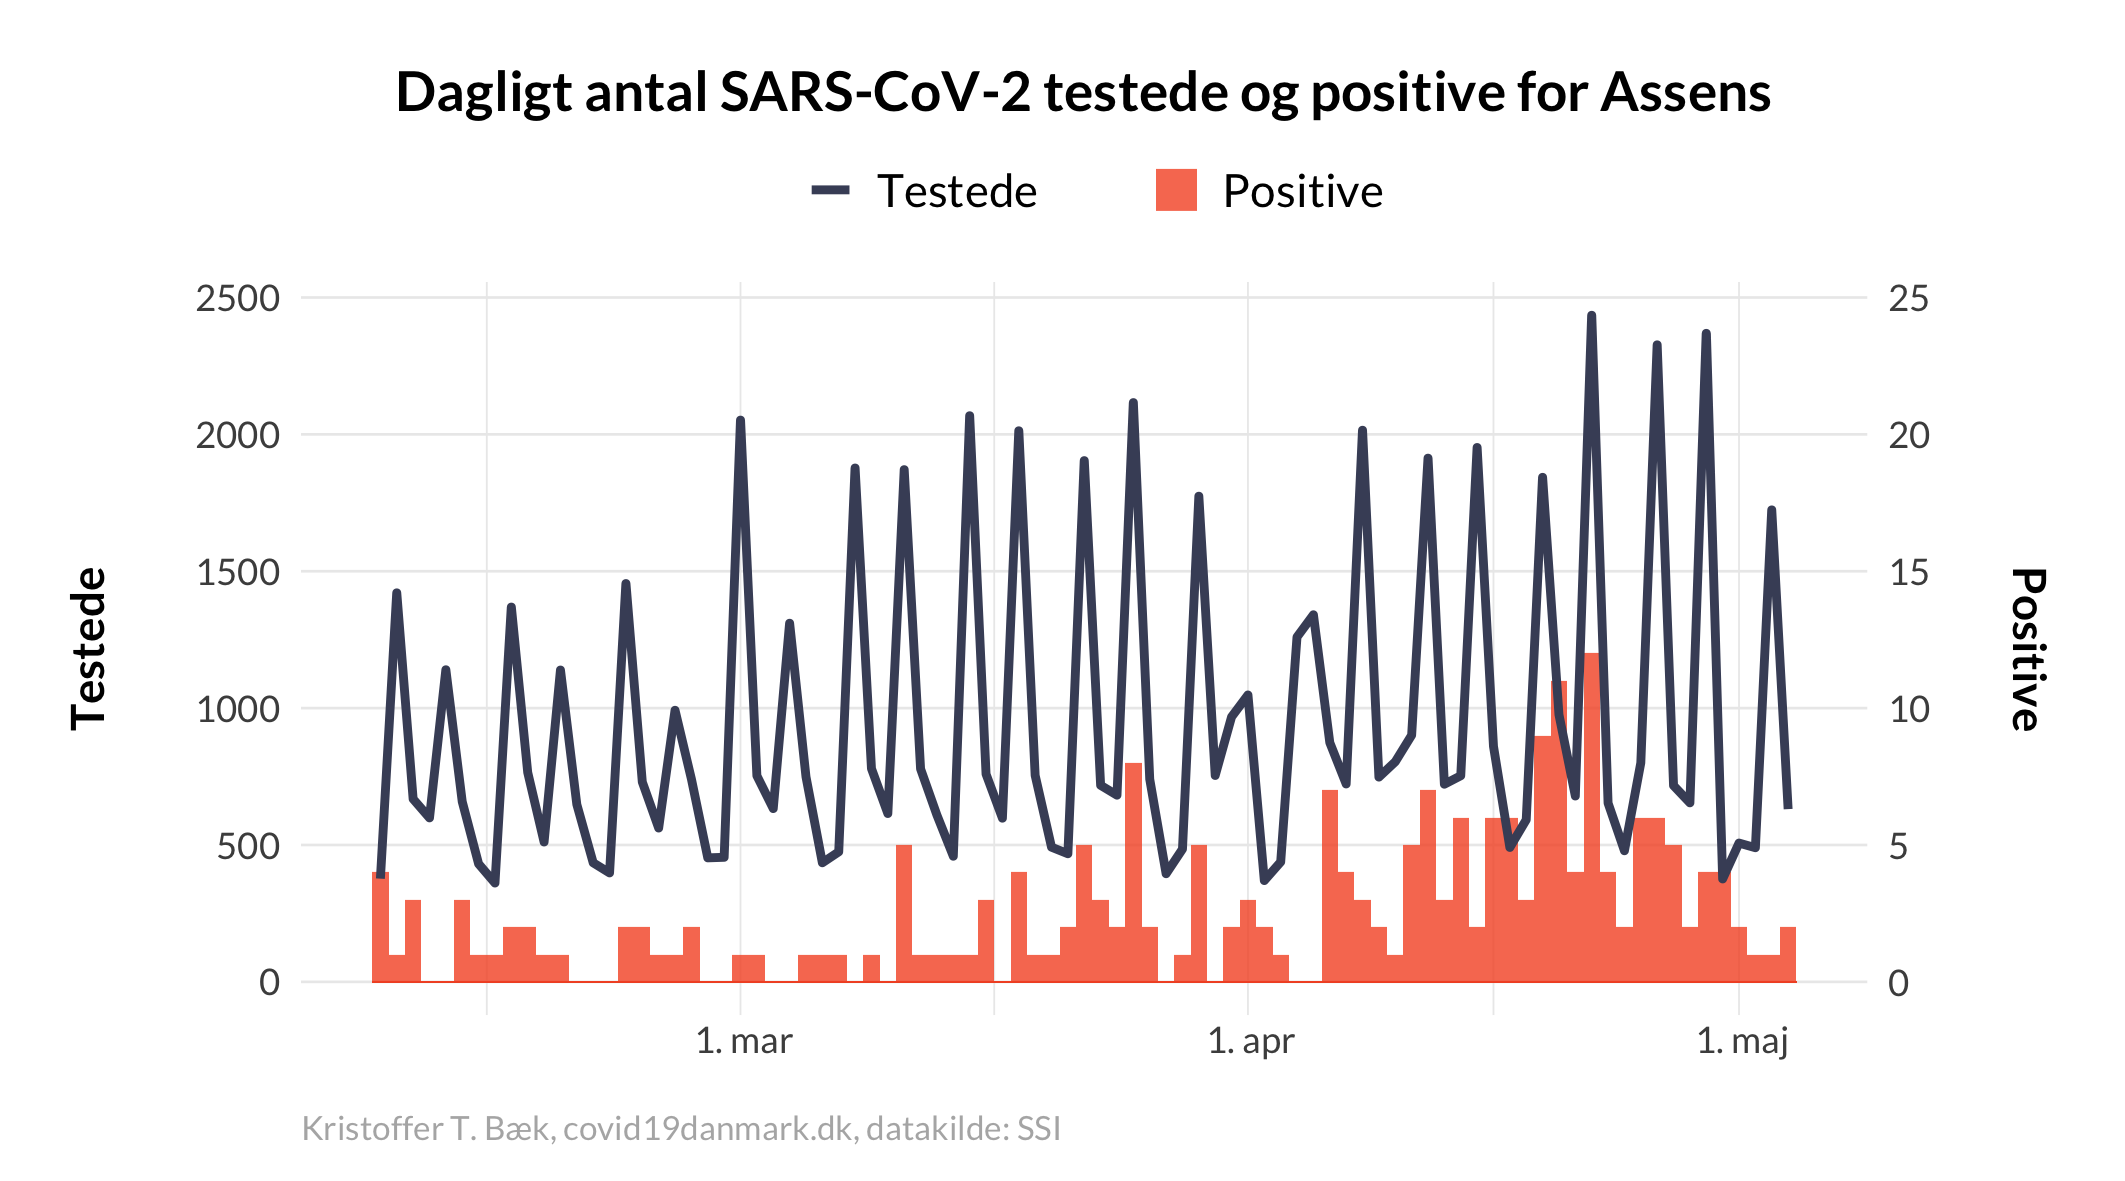 Dagligt antal SARS-CoV-2 testede og positive for Assens
Testede
Positive
2500
2000
1500
1000
500
0
25
20
15
10
5
0
Testede
Positive
1. mar
1. apr
1. maj
Kristoffer T. Bæk, covid19danmark.dk, datakilde: SSI